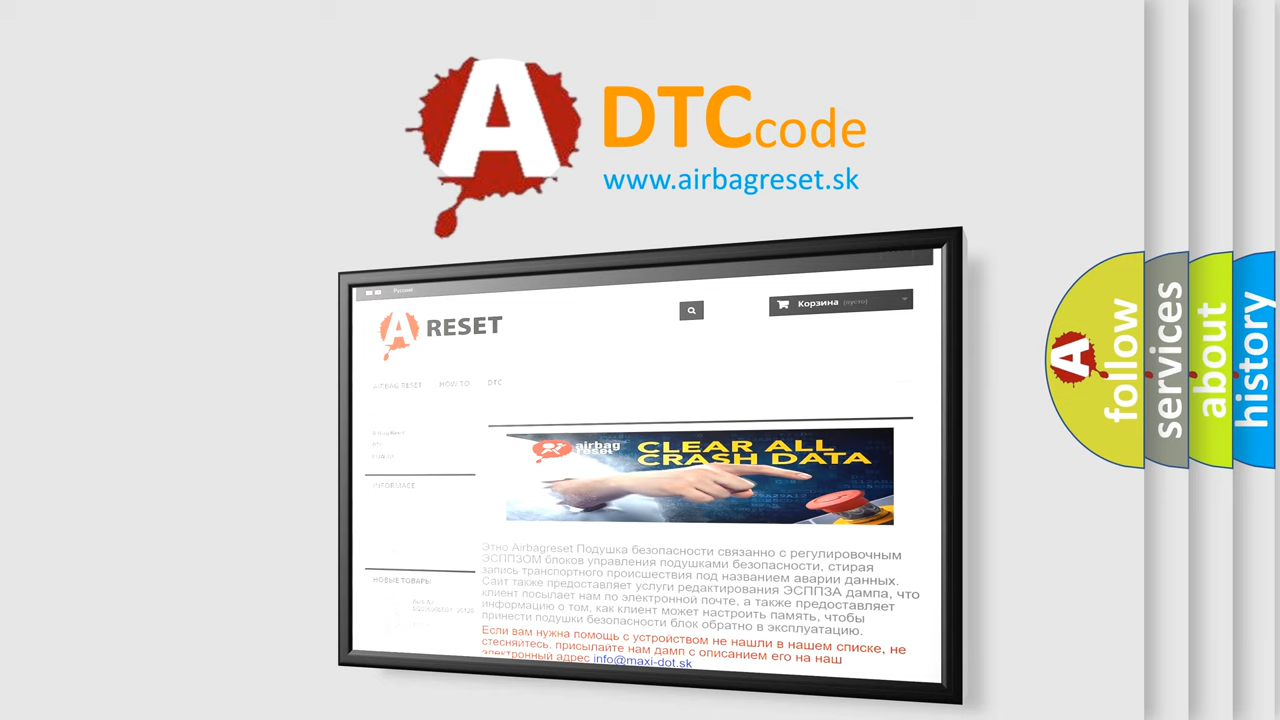 A
DTCcode
www.airbagreset.sk
Русский
A RESET
Корзина (пусто)
AIRBAG RESET HOW TO DTC
INFORMACE
airbag
reset
CLEAR ALL
CRASH DATA
Этно Airbagreset Подушка безопасности связанно с регулировочным
ЭСППЗОМ блоков управления подушками безопасности, стирая
запись транспортного происшествия под названием аварии данных.
Сайт также предоставляет услуги редактирования ЭСППЗА дампа, что
клиент посылает нам по электронной почте, а также предоставляет
информацию о том, как клиент может настроить память, чтобы
принести подушки безопасности блок обратно в эксплуатацию.
Если вам нужна помощь с устройством не нашли в нашем списке, не
стесняйтесь, присылайте нам дамп с описанием его на наш
электронный адрес info@maxi-dot.sk
НОВЫЕ ТОВАРЫ
A
follow
services
about
history